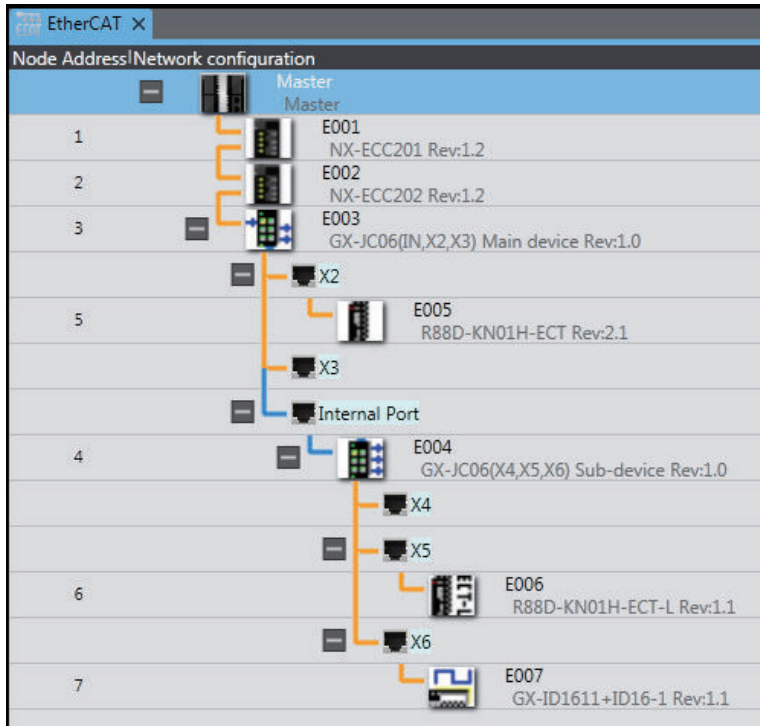 EtherCAT ×
Node Address|Network configuration
Master
Master
1
E001
NX-ECC201 Rev:1.2
2
E002
NX-ECC202 Rev:1.2
3
E003
GX-JC06(IN,X2,X3) Main device Rev:1.0
X2
5
E005
R88D-KN01H-ECT Rev:2.1
X3
Internal Port
4
E004
GX-JC06(X4,X5,X6) Sub-device Rev:1.0
X4
X5
ECT-L
6
E006
R88D-KN01H-ECT-L Rev:1.1
X6
7
E007
GX-ID1611+ID16-1 Rev:1.1